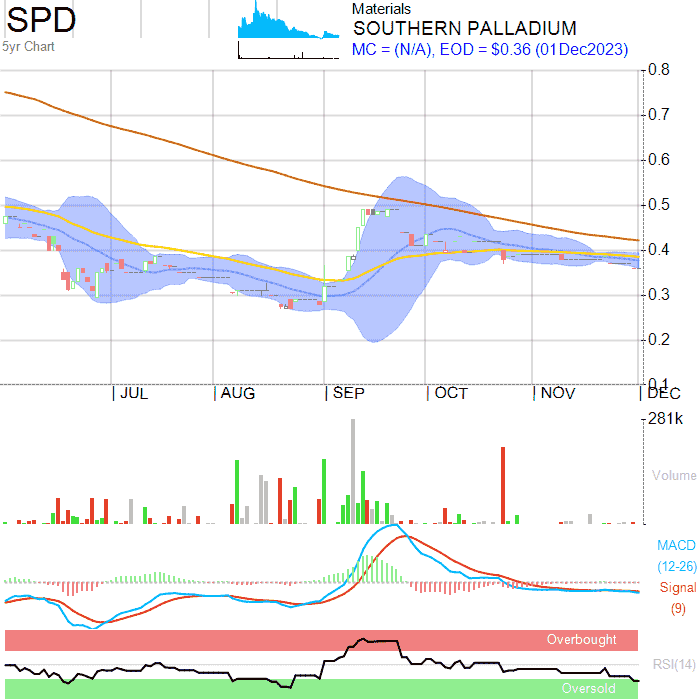 SPD
5yr Chart
Materials
SOUTHERN PALLADIUM
MC = (N/A), EOD = $0.36 (01Dec2023)
0.8
0.7
0.6
0.5
0.4
0.3
0.2
0.1
JUL AUG SEP OCT NOV DEC
281k
Volume
MACD
(12-26)
Signal
(9)
Overbought
RSI(14)
Oversold